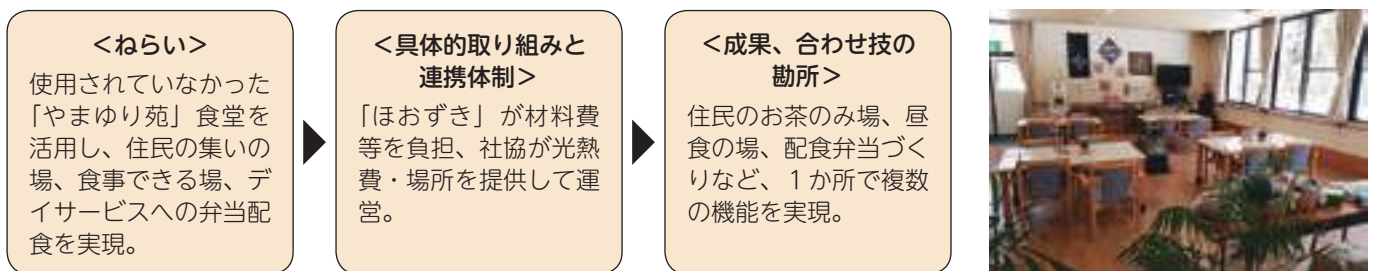 ＜ねらい＞
使用されていなかった
「やまゆり苑」食堂を
活用し、住民の集いの
場、食事できる場、デ
イサービスへの弁当配
食を実現。
＜具体的取り組みと
連携体制＞
「ほおずき」が材料費
等を負担、社協が光熱
費・場所を提供して運
営。
＜成果、合わせ技の
勘所＞
住民のお茶のみ場、昼
食の場、配食弁当づく
りなど、１か所で複数
の機能を実現。